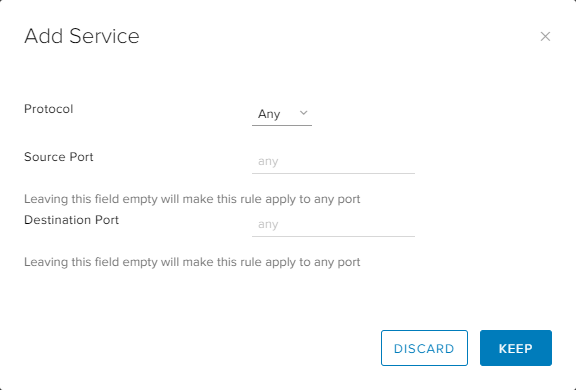 Add Service
Protocol
Any
Source Port
any
Leaving this field empty will make this rule apply to any port
Destination Port
any
Leaving this field empty will make this rule apply to any port
DISCARD
KEEP